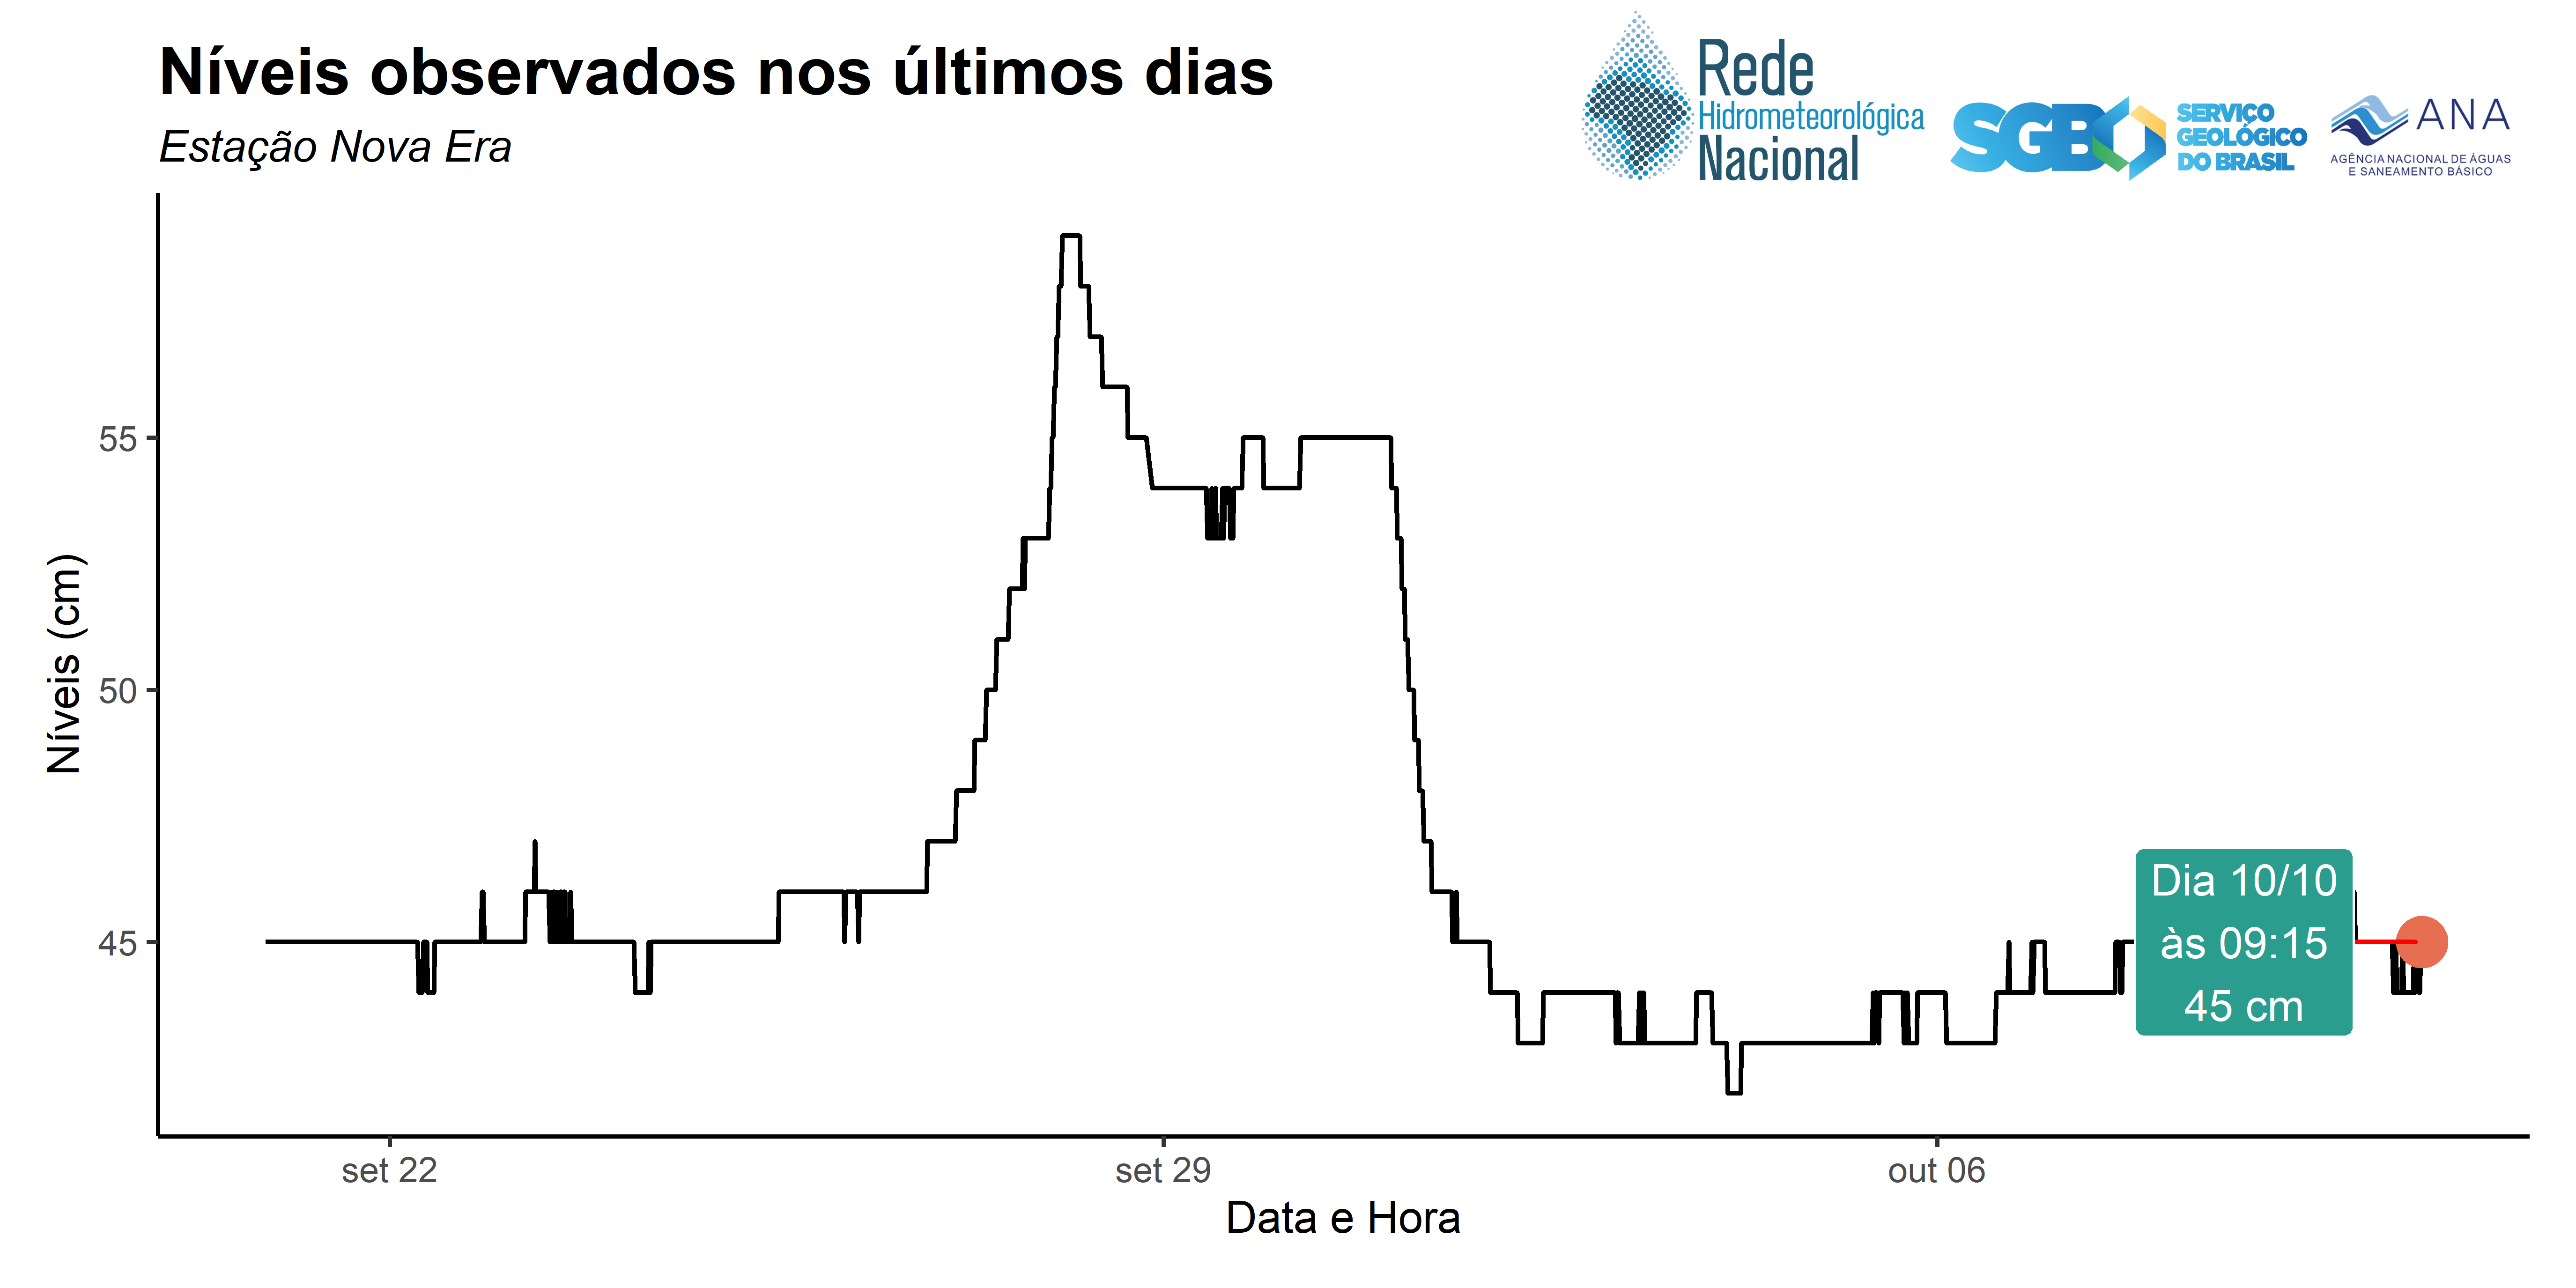 Níveis observados nos últimos dias
Estação Nova Era
Rede
Hidrometeorológica
Nacional
SGB
SERVIÇO
GEOLÓGICO
DO BRASIL
ANA
AGÊNCIA NACIONAL DE ÁGUAS
E SANEAMENTO BÁSICO
Níveis (cm)
55
50
45
Dia 10/10
às 09:15
45 cm
set 22
set 29
out 06
Data e Hora